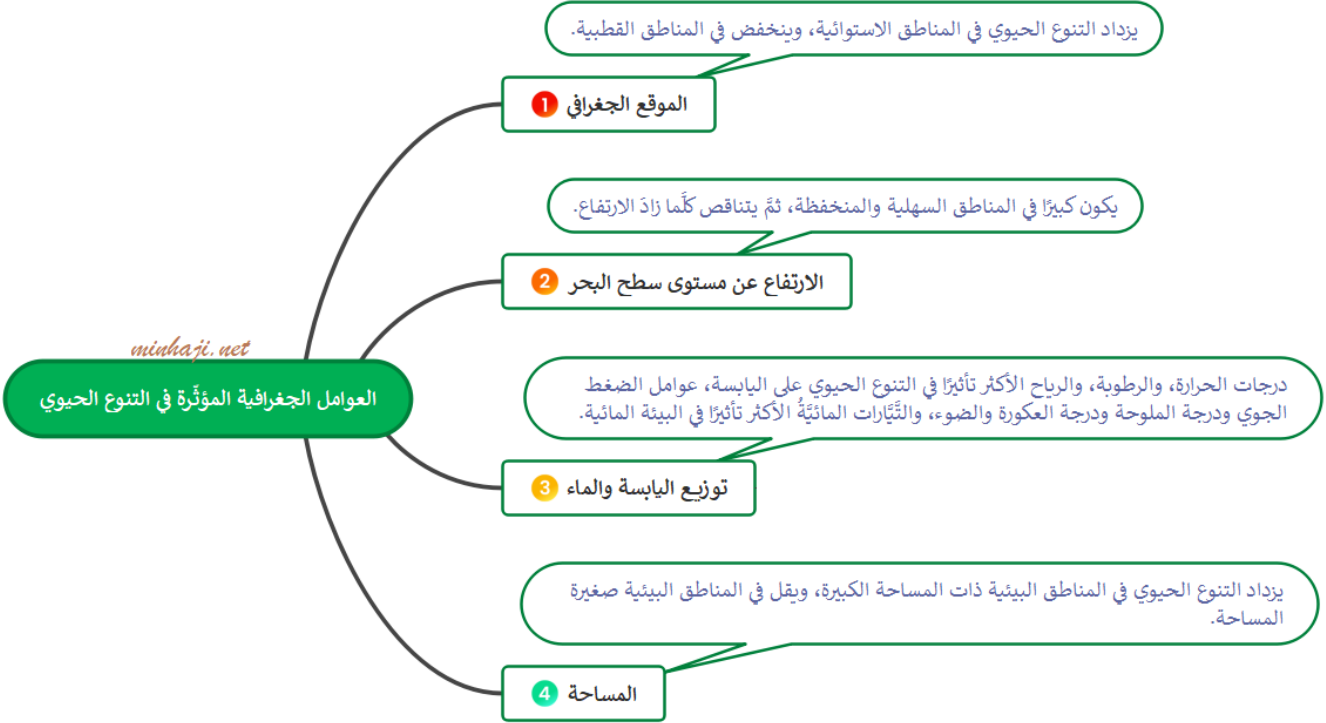 يزداد التنوع الحيوي في المناطق الاستوائية، وينخفض في المناطق القطبية.
الموقع الجغرافي 1
يكون كبيرًا في المناطق السهلية والمنخفظة، ثمَّ يتناقص كلَّما زادَ الارتفاع.
الارتفاع عن مستوى سطح البحر 2
minhaji.net
العوامل الجغرافية المؤثّرة في التنوع الحيوي
درجات الحرارة، والرطوبة، والرياح الأكثر تأثيرًا في التنوع الحيوي على اليابسة، عوامل الضغط
الجوي ودرجة الملوحة ودرجة العكورة والضوء، والتَّيَّارات المائيَّةُ الأكثر تأثيرًا في البيئة المائية.
توزيع اليابسة والماء 3
يزداد التنوع الحيوي في المناطق البيئية ذات المساحة الكبيرة، ويقل في المناطق البيئية صغيرة
المساحة.
المساحة 4